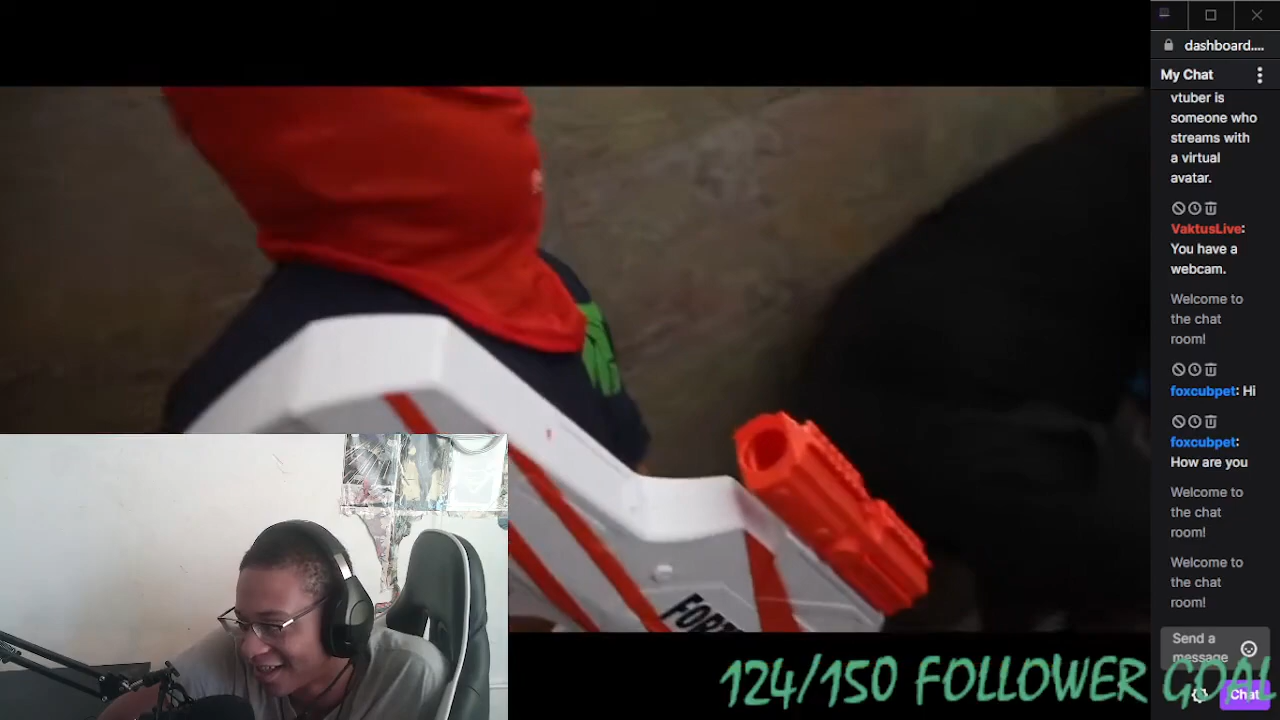 dashboard....
My Chat
vtuber is
someone who
streams with
a virtual
avatar.
VaktusLive:
You have a
webcam.
Welcome to
the chat
room!
foxcubpet: Hi
foxcubpet:
How are you
Welcome to
the chat
room!
Welcome to
the chat
room!
Send a
message
Chat
FORT
124/150 FOLLOWER GOAL